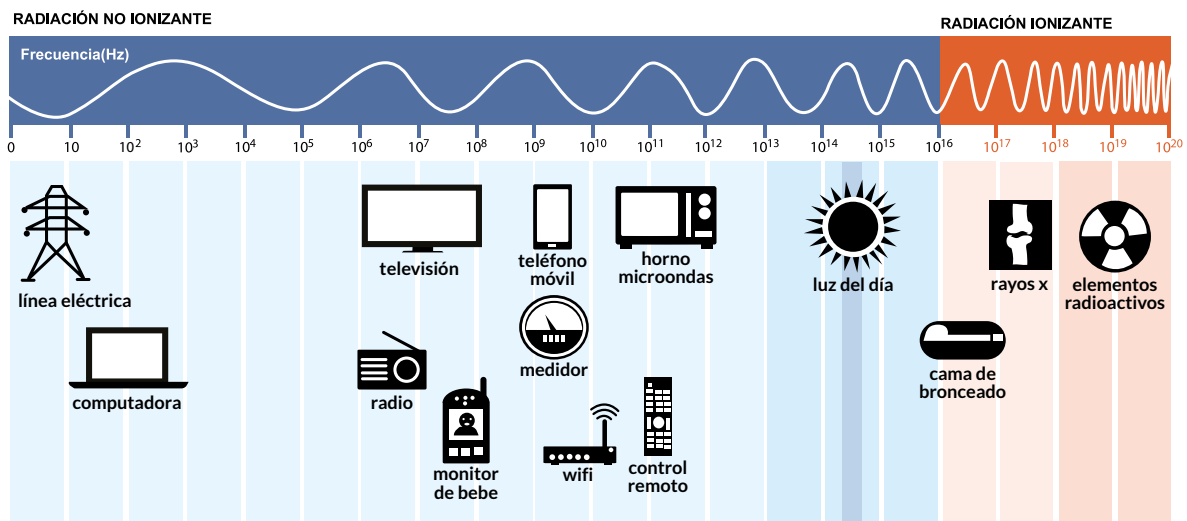 RADIACIÓN NO IONIZANTE
RADIACIÓN IONIZANTE
Frecuencia(Hz)
0 10 10² 10³ 10⁴ 10⁵ 10⁶ 10⁷ 10⁸ 10⁹ 10¹⁰ 10¹¹ 10¹² 10¹³ 10¹⁴ 10¹⁵ 10¹⁶ 10¹⁷ 10¹⁸ 10¹⁹ 10²⁰
línea eléctrica
computadora
televisión
radio
monitor
de bebe
teléfono
móvil
medidor
wifi
horno
microondas
control
remoto
luz del día
cama de
bronceado
rayos x
elementos
radioactivos